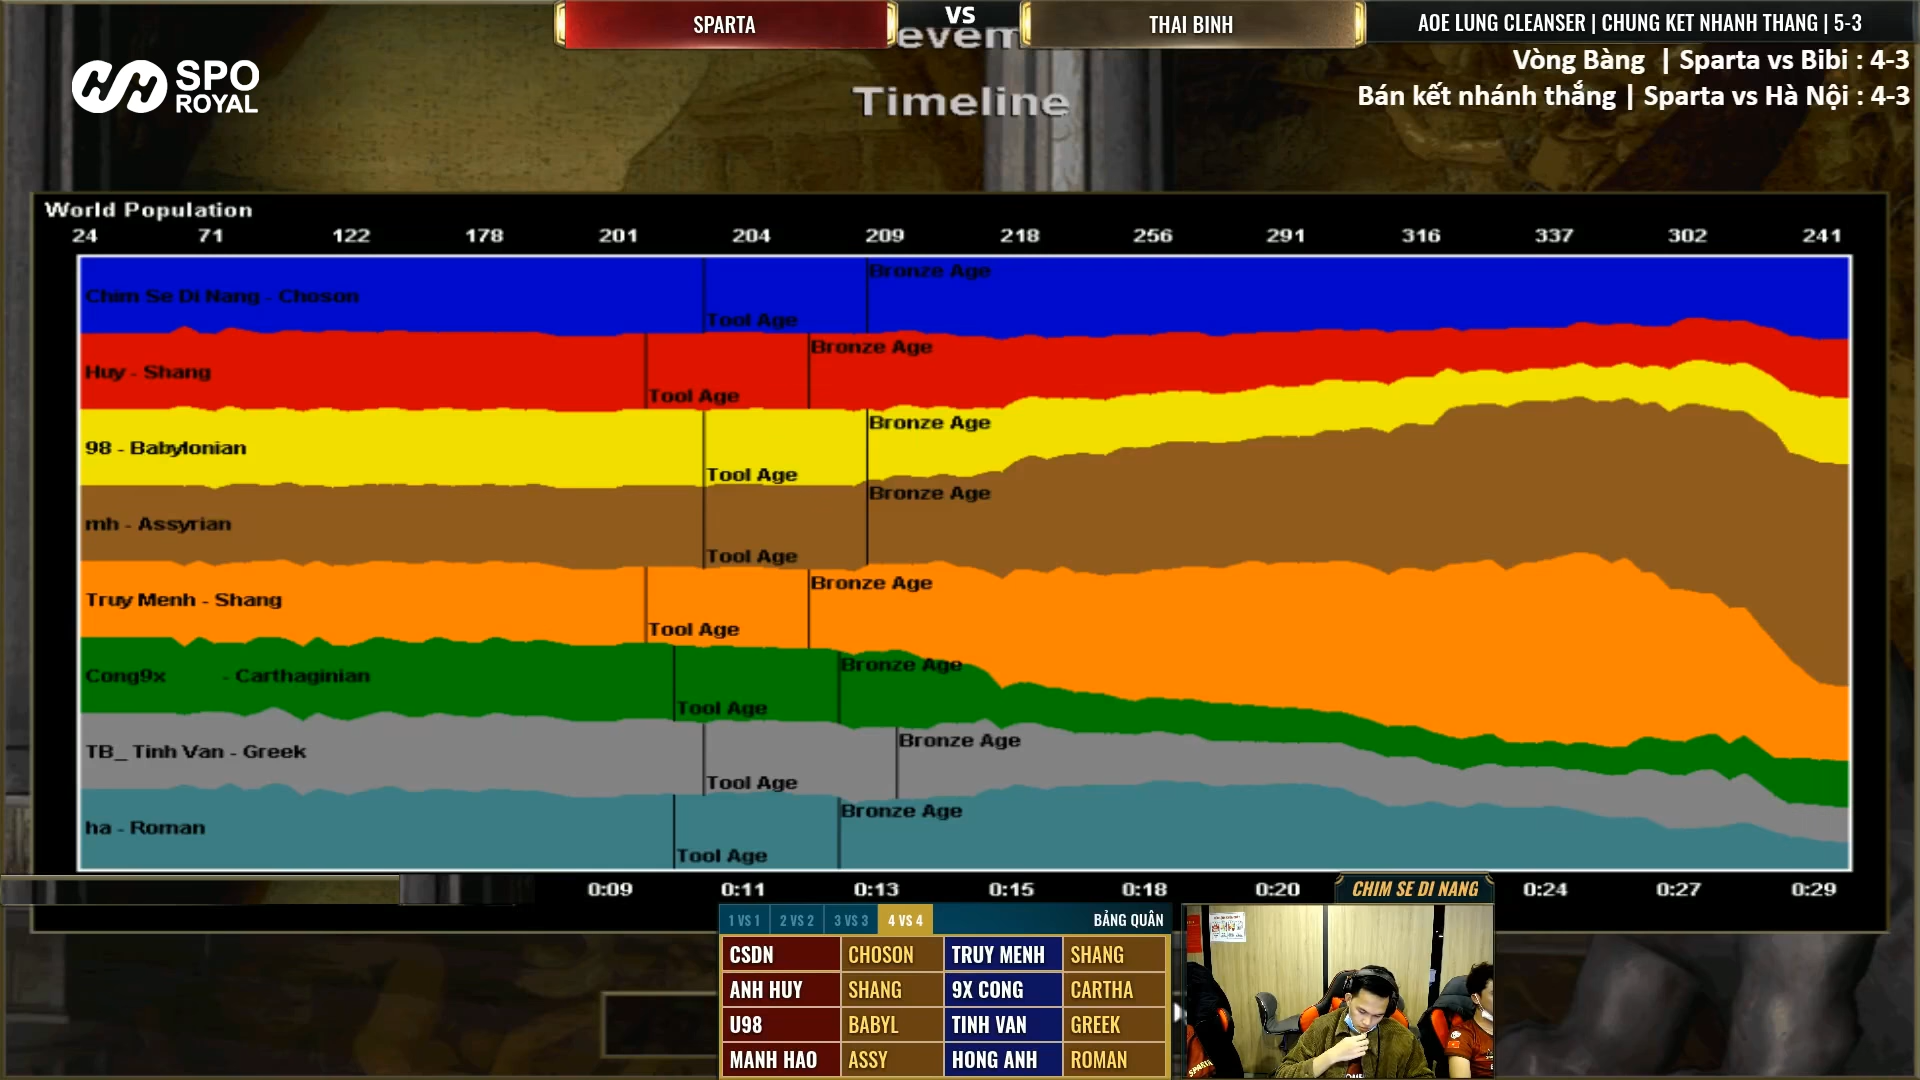 SPARTA
VS
THAI BINH
AOE LUNG CLEANSER | CHUNG KET NHANH THANG | 5-3
Vòng Bàng | Sparta vs Bibi : 4-3
Bán kết nhánh thắng | Sparta vs Hà Nội : 4-3
SPO
ROYAL
Timeline
World Population
24 71 122 178 201 204 209 218 256 291 316 337 302 241
Bronze Age
Chim Se Di Nang - Choson
Tool Age
Bronze Age
Huy - Shang
Tool Age
Bronze Age
98 - Babylonian
Tool Age
Bronze Age
mh - Assyrian
Tool Age
Bronze Age
Truy Menh - Shang
Tool Age
Bronze Age
Cong9x - Carthaginian
Tool Age
Bronze Age
TB_ Tinh Van - Greek
Tool Age
Bronze Age
ha - Roman
Tool Age
0:09 0:11 0:13 0:15 0:18 0:20 0:24 0:27 0:29
CHIM SE DI NANG
1 VS 1 2 VS 2 3 VS 3 4 VS 4 BẢNG QUÂN
CSDN CHOSON TRUY MENH SHANG
ANH HUY SHANG 9X CONG CARTHA
U98 BABYL TINH VAN GREEK
MANH HAO ASSY HONG ANH ROMAN